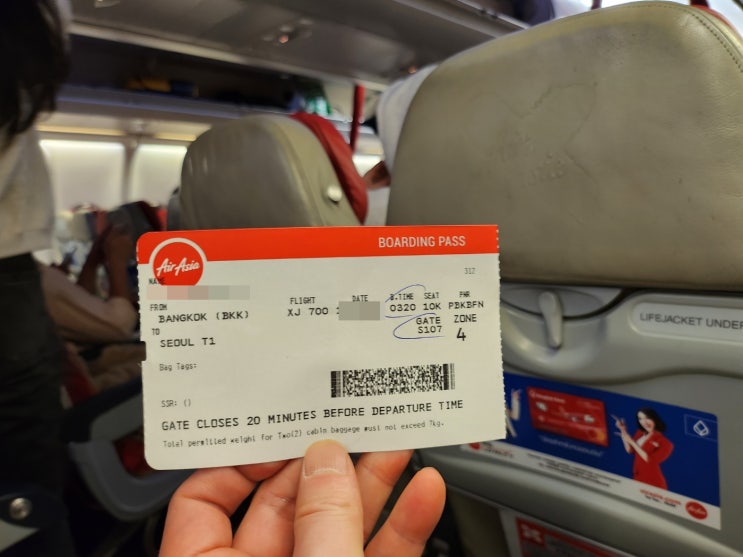 BOARDING PASS
AirAsia
312
NAME
FROM FLIGHT DATE B-TIME SEAT PNR
BANGKOK (BKK) XJ 700 0320 10K PBKBFN
TO GATE ZONE
SEOUL T1 S107 4
Bag Tags:
SSR: ()
GATE CLOSES 20 MINUTES BEFORE DEPARTURE TIME
Total permitted weight for Two(2) cabin baggage must not exceed 7kg.
LIFEJACKET UNDER
AirAsia